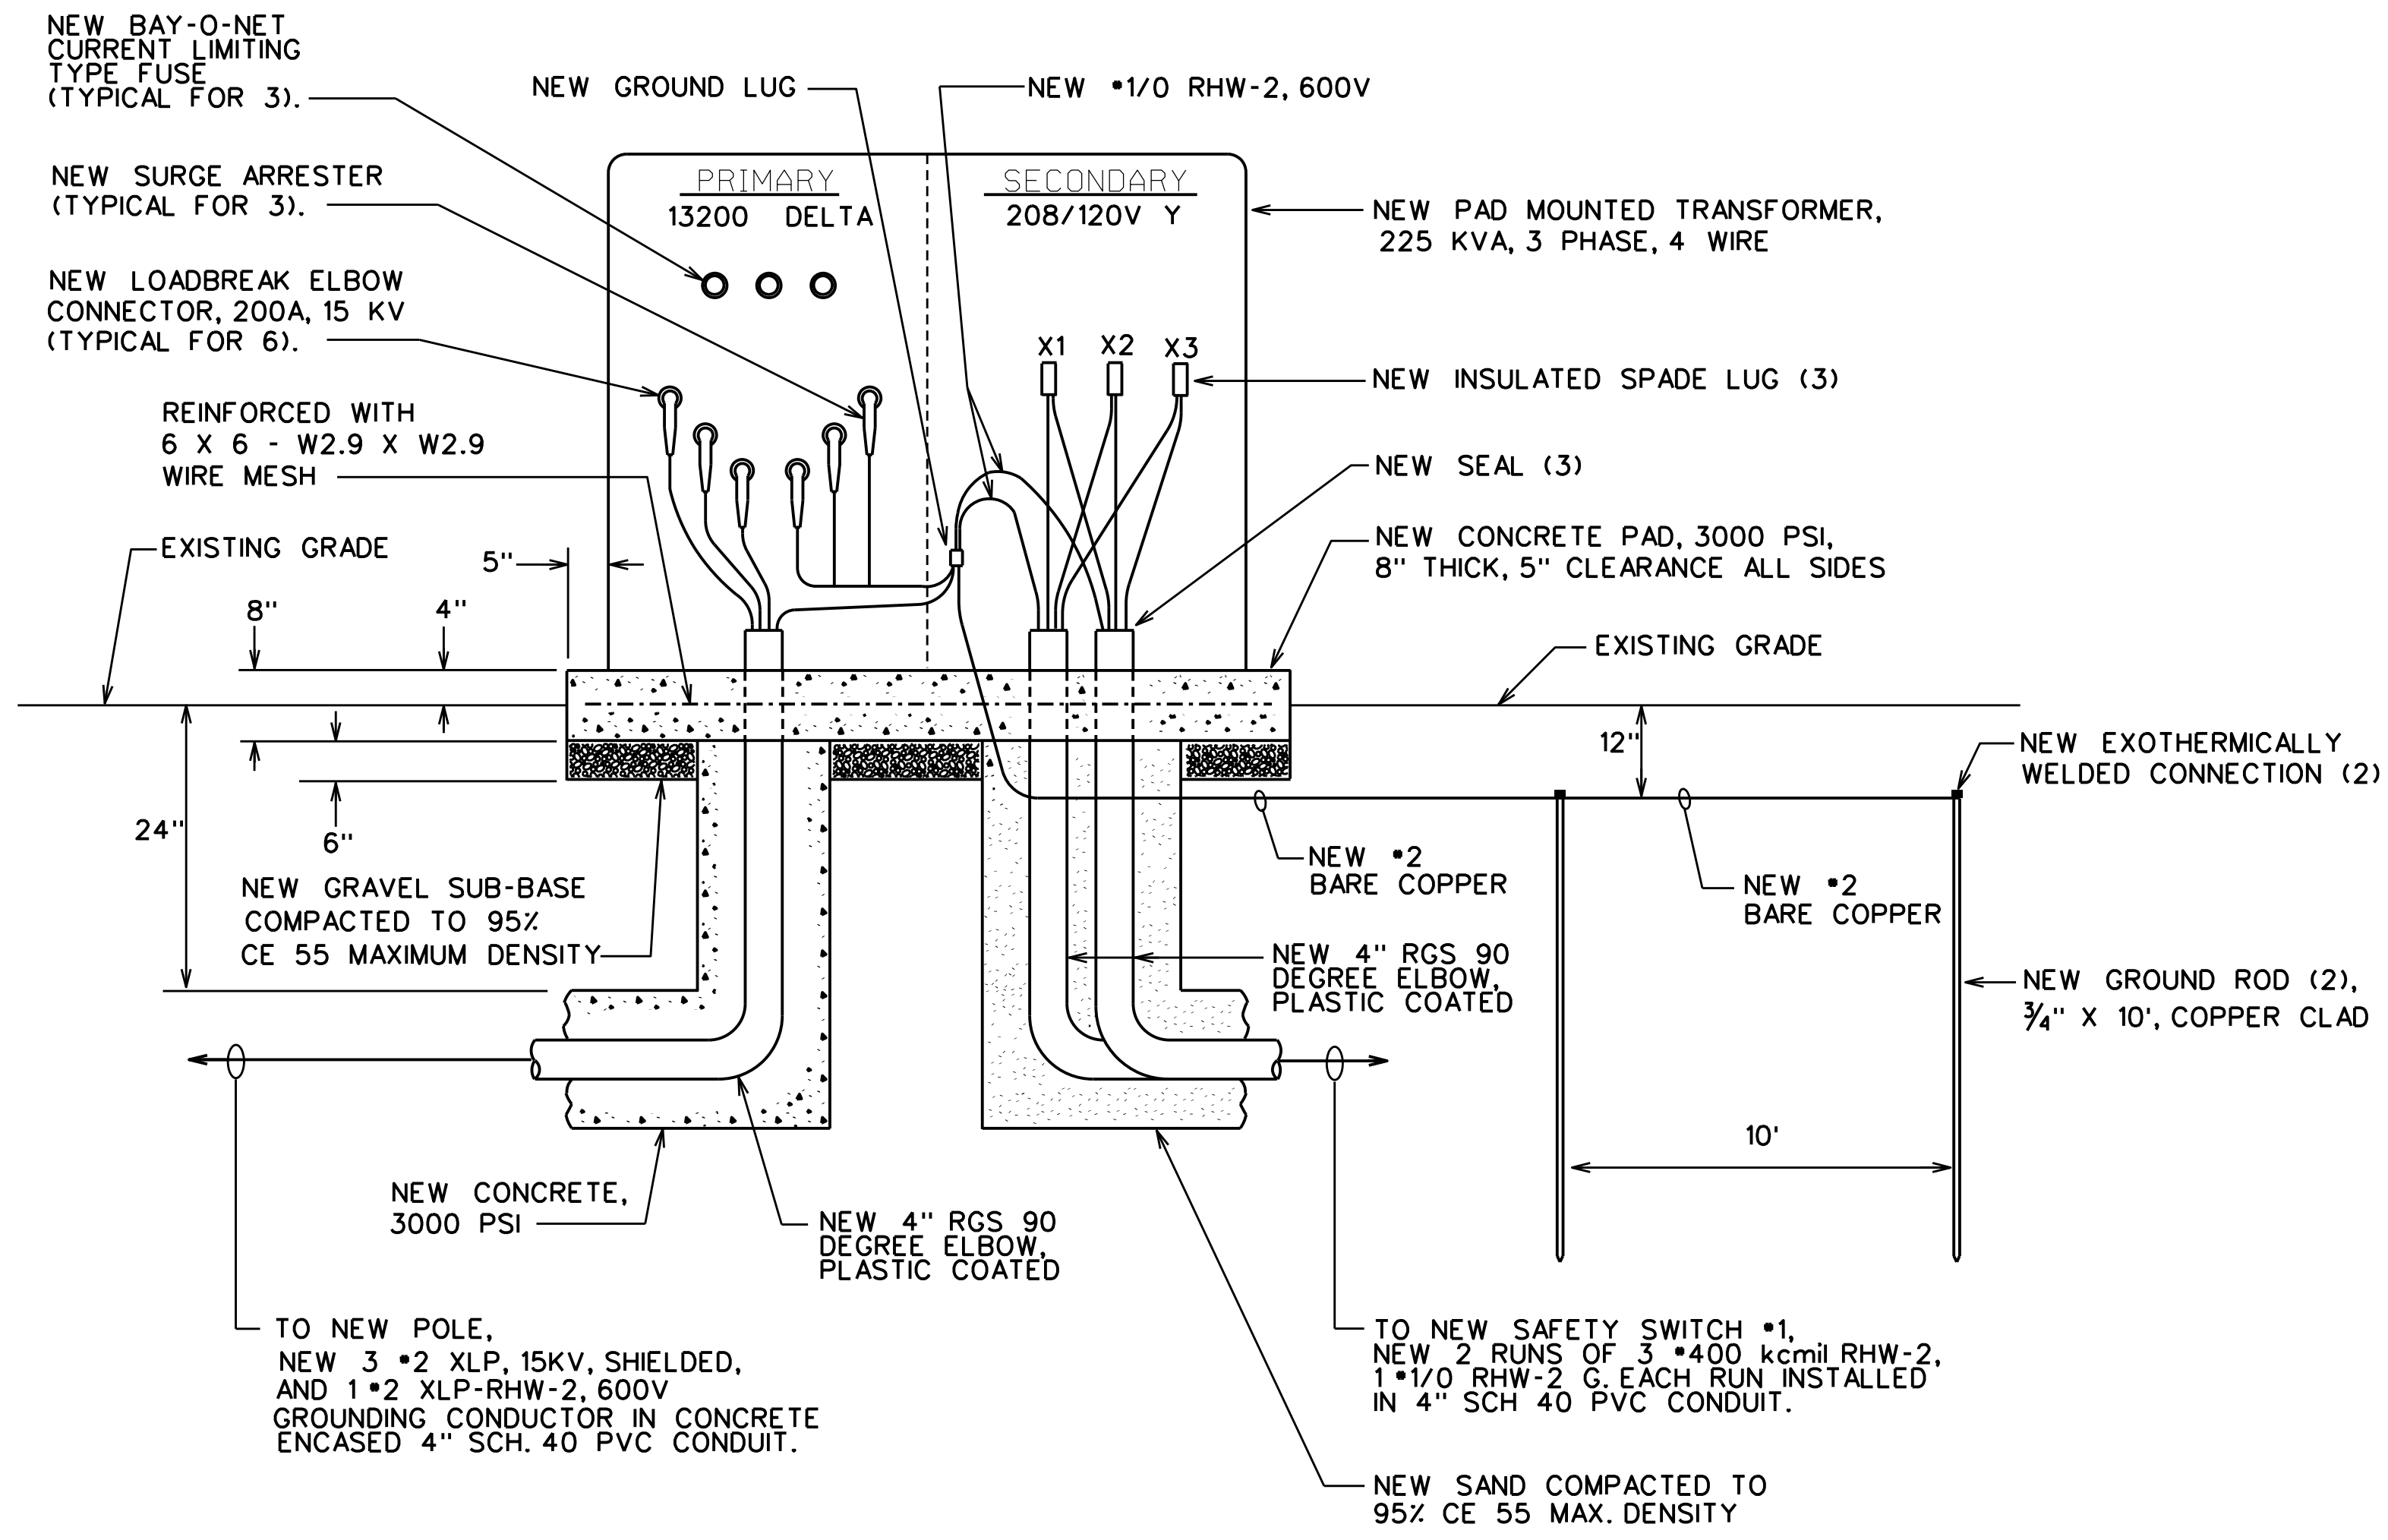 NEW BAY-O-NET
CURRENT LIMITING
TYPE FUSE
(TYPICAL FOR 3).
NEW GROUND LUG
NEW #1/0 RHW-2, 600V
NEW SURGE ARRESTER
(TYPICAL FOR 3).
PRIMARY
13200 DELTA
SECONDARY
208/120V Y
NEW PAD MOUNTED TRANSFORMER,
225 KVA, 3 PHASE, 4 WIRE
NEW LOADBREAK ELBOW
CONNECTOR, 200A, 15 KV
(TYPICAL FOR 6).
X1 X2 X3
NEW INSULATED SPADE LUG (3)
REINFORCED WITH
6 X 6 - W2.9 X W2.9
WIRE MESH
NEW SEAL (3)
EXISTING GRADE
5"
NEW CONCRETE PAD, 3000 PSI,
8" THICK, 5" CLEARANCE ALL SIDES
8"
4"
EXISTING GRADE
12"
NEW EXOTHERMICALLY
WELDED CONNECTION (2)
24"
6"
NEW #2
BARE COPPER
NEW #2
BARE COPPER
NEW GRAVEL SUB-BASE
COMPACTED TO 95%
CE 55 MAXIMUM DENSITY
NEW 4" RGS 90
DEGREE ELBOW,
PLASTIC COATED
NEW GROUND ROD (2),
3/4" X 10', COPPER CLAD
10'
NEW CONCRETE,
3000 PSI
NEW 4" RGS 90
DEGREE ELBOW,
PLASTIC COATED
TO NEW POLE,
NEW 3 #2 XLP, 15KV, SHIELDED,
AND 1 #2 XLP-RHW-2, 600V
GROUNDING CONDUCTOR IN CONCRETE
ENCASED 4" SCH. 40 PVC CONDUIT.
TO NEW SAFETY SWITCH #1,
NEW 2 RUNS OF 3 #400 kcmil RHW-2,
1 #1/0 RHW-2 G. EACH RUN INSTALLED
IN 4" SCH 40 PVC CONDUIT.
NEW SAND COMPACTED TO
95% CE 55 MAX. DENSITY